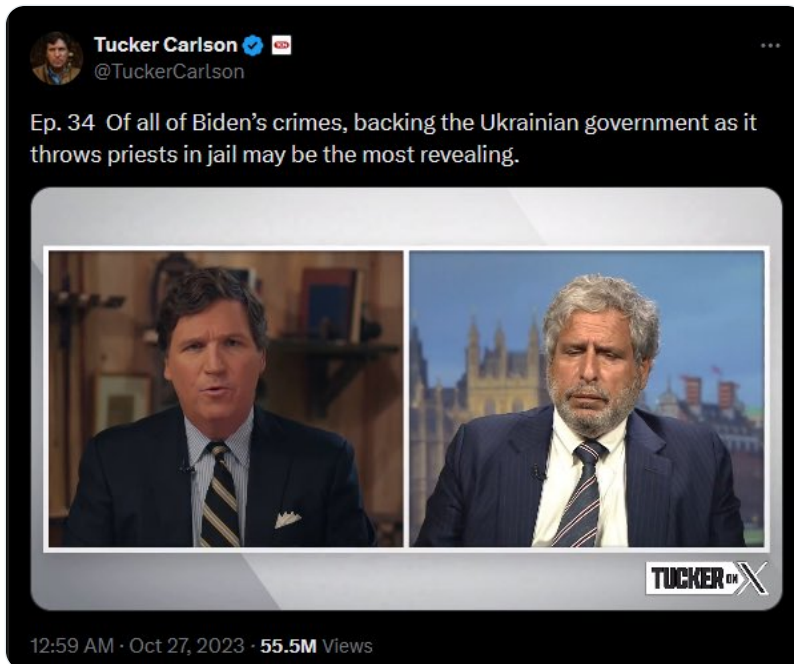 Tucker Carlson
@TuckerCarlson
Ep. 34 Of all of Biden’s crimes, backing the Ukrainian government as it
throws priests in jail may be the most revealing.
TUCKER ON X
12:59 AM · Oct 27, 2023 · 55.5M Views